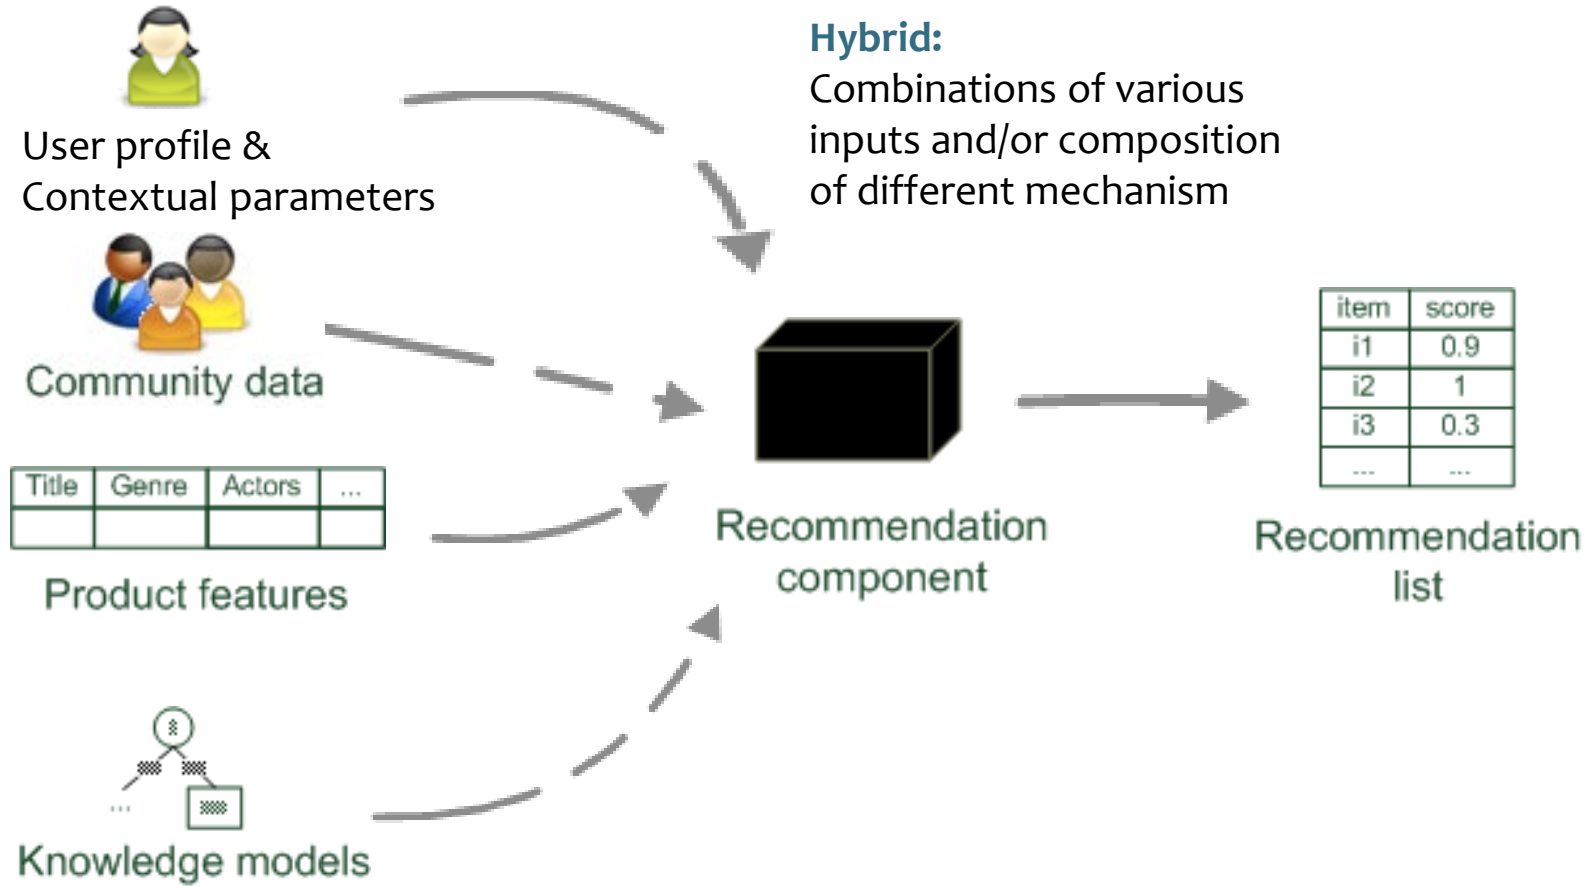 User profile &
Contextual parameters
Community data
Title Genre Actors ...
Product features
... 
Knowledge models
Hybrid:
Combinations of various
inputs and/or composition
of different mechanism
Recommendation
component
item score
i1 0.9
i2 1
i3 0.3
... ...
Recommendation
list